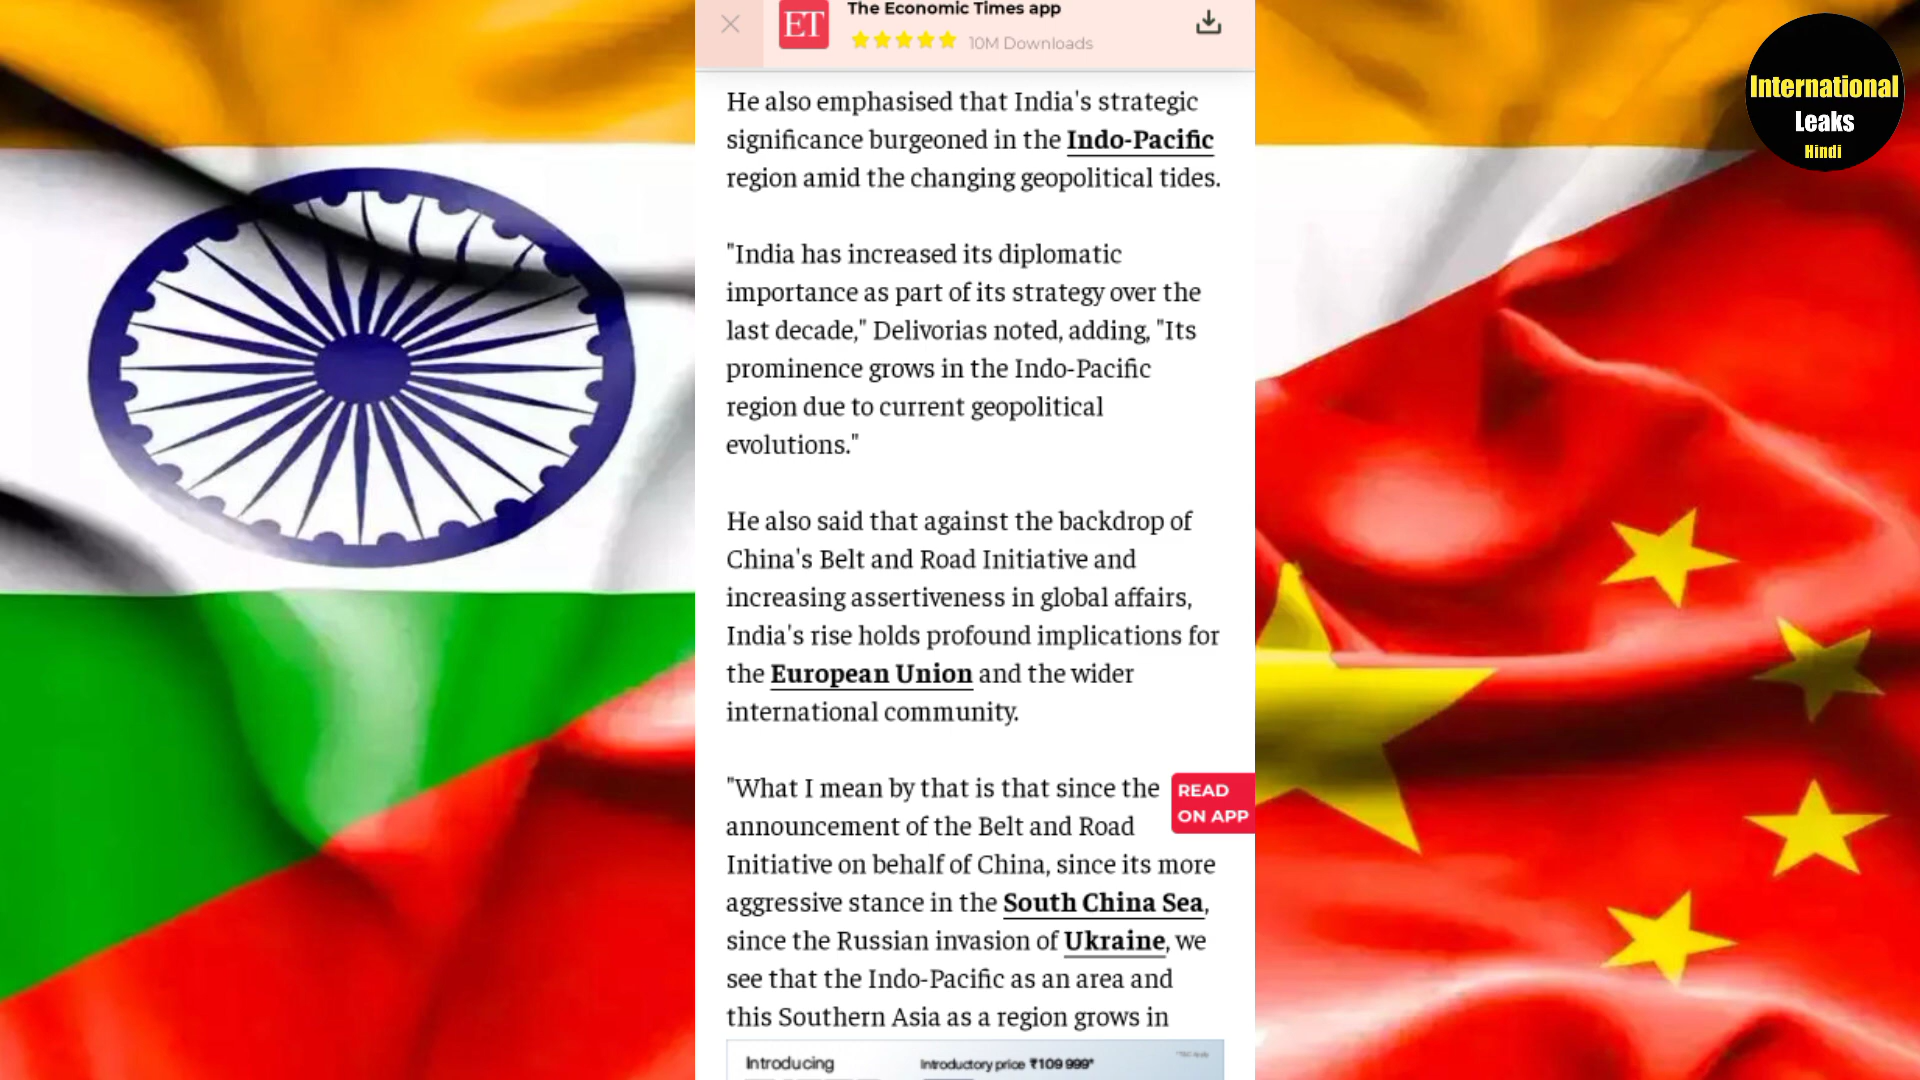 The Economic Times app
ET
10M Downloads
International
Leaks
Hindi
He also emphasised that India's strategic
significance burgeoned in the Indo-Pacific
region amid the changing geopolitical tides.
"India has increased its diplomatic
importance as part of its strategy over the
last decade," Delivorias noted, adding, "Its
prominence grows in the Indo-Pacific
region due to current geopolitical
evolutions."
He also said that against the backdrop of
China's Belt and Road Initiative and
increasing assertiveness in global affairs,
India's rise holds profound implications for
the European Union and the wider
international community.
"What I mean by that is that since the
announcement of the Belt and Road
Initiative on behalf of China, since its more
aggressive stance in the South China Sea,
since the Russian invasion of Ukraine, we
see that the Indo-Pacific as an area and
this Southern Asia as a region grows in
READ
ON APP
Introducing
Introductory price ₹109 999*